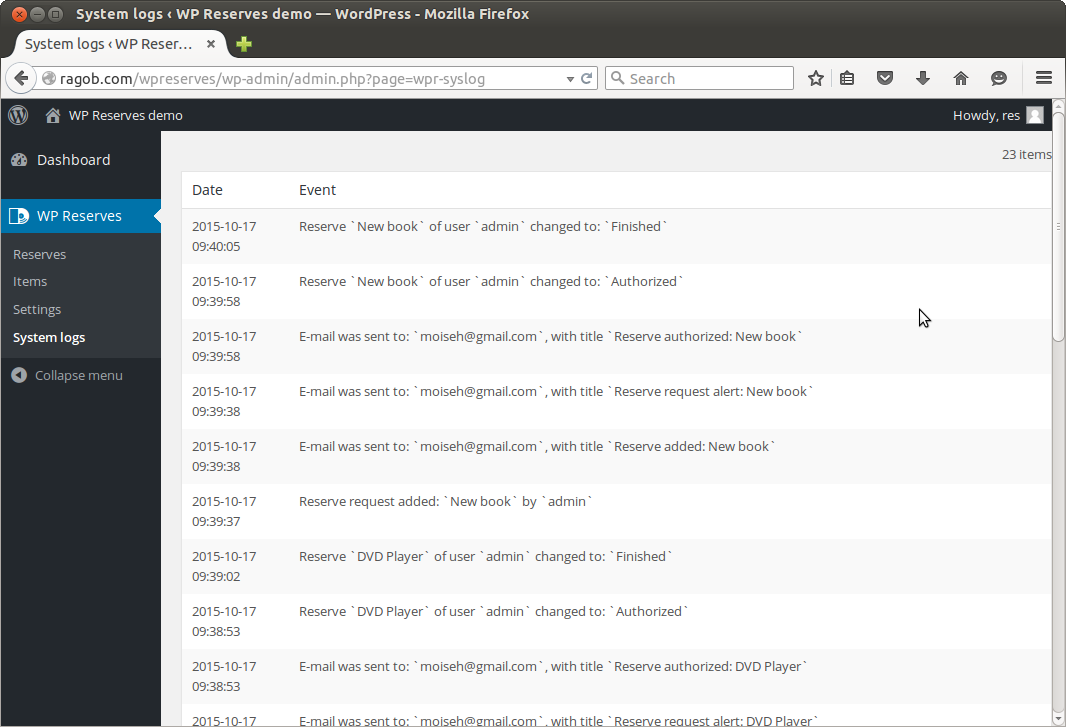 System logs ‹ WP Reserves demo — WordPress - Mozilla Firefox
System logs ‹ WP Reser...
ragob.com/wpreserves/wp-admin/admin.php?page=wpr-syslog
Search
WP Reserves demo
Howdy, res
Dashboard
WP Reserves
Reserves
Items
Settings
System logs
Collapse menu
23 items
Date Event
2015-10-17 Reserve `New book` of user `admin` changed to: `Finished`
09:40:05
2015-10-17 Reserve `New book` of user `admin` changed to: `Authorized`
09:39:58
2015-10-17 E-mail was sent to: `moiseh@gmail.com`, with title `Reserve authorized: New book`
09:39:58
2015-10-17 E-mail was sent to: `moiseh@gmail.com`, with title `Reserve request alert: New book`
09:39:38
2015-10-17 E-mail was sent to: `moiseh@gmail.com`, with title `Reserve added: New book`
09:39:38
2015-10-17 Reserve request added: `New book` by `admin`
09:39:37
2015-10-17 Reserve `DVD Player` of user `admin` changed to: `Finished`
09:39:02
2015-10-17 Reserve `DVD Player` of user `admin` changed to: `Authorized`
09:38:53
2015-10-17 E-mail was sent to: `moiseh@gmail.com`, with title `Reserve authorized: DVD Player`
09:38:53
2015-10-17 E-mail was sent to: `moiseh@gmail.com`, with title `Reserve request alert: DVD Player`